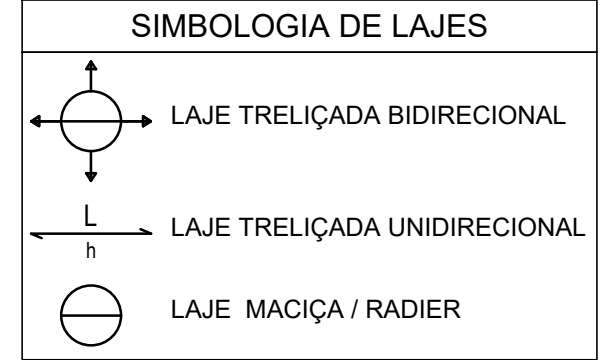 SIMBOLOGIA DE LAJES
LAJE TRELIÇADA BIDIRECIONAL
L
h
LAJE TRELIÇADA UNIDIRECIONAL
LAJE MACIÇA / RADIER